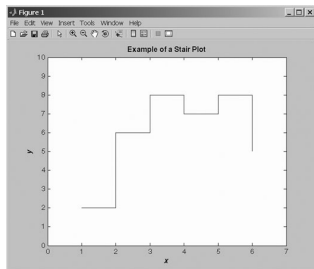 Figure 1
File Edit View Insert Tools Window Help
Example of a Stair Plot
10
9
8
7
6
5
4
3
2
1
0
y
0 1 2 3 4 5 6 7
x